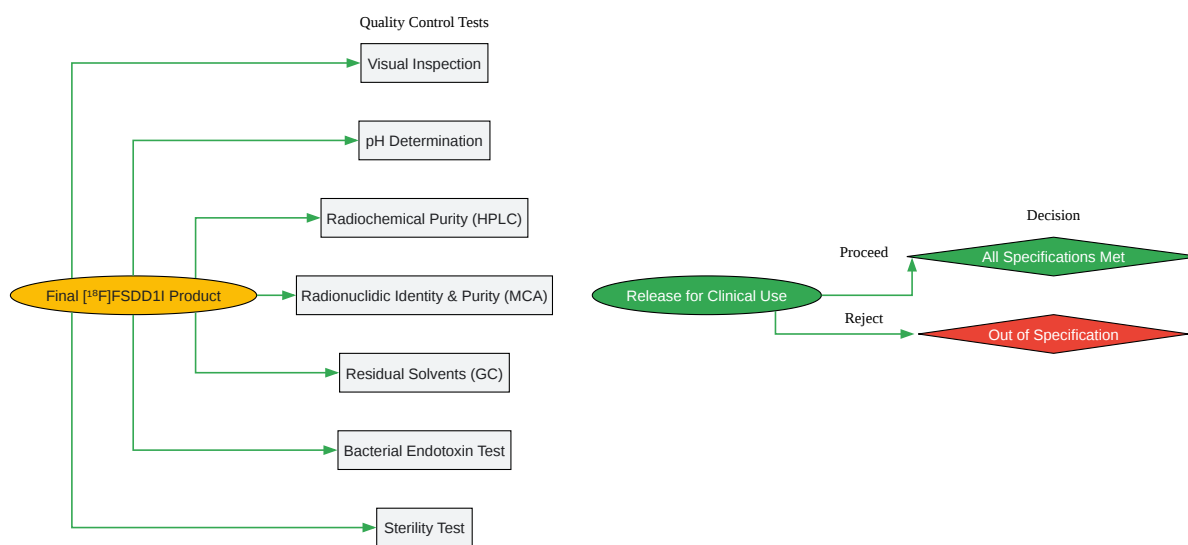 Quality Control Tests
Visual Inspection
pH Determination
Radiochemical Purity (HPLC)
Final [¹⁸F]FSDD1I Product
Radionuclidic Identity & Purity (MCA)
Residual Solvents (GC)
Bacterial Endotoxin Test
Sterility Test
Decision
Proceed
All Specifications Met
Release for Clinical Use
Reject
Out of Specification